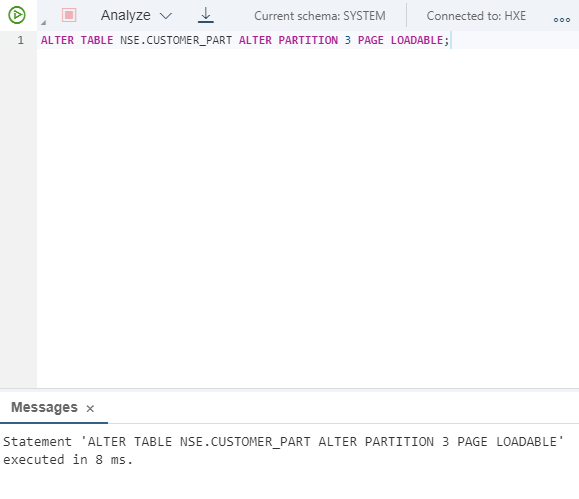 Analyze Current schema: SYSTEM Connected to: HXE
1 ALTER TABLE NSE.CUSTOMER_PART ALTER PARTITION 3 PAGE LOADABLE;
Messages ×
Statement 'ALTER TABLE NSE.CUSTOMER_PART ALTER PARTITION 3 PAGE LOADABLE'
executed in 8 ms.